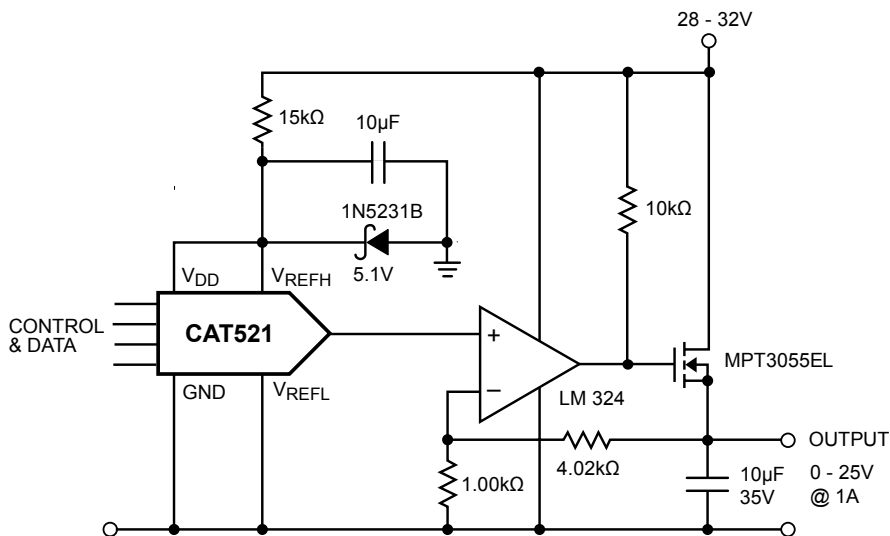 28 - 32V
15kΩ
10µF
1N5231B
5.1V
10kΩ
VDD
VREFH
CONTROL
& DATA
CAT521
+
–
GND
VREFL
LM 324
MPT3055EL
1.00kΩ
4.02kΩ
OUTPUT
10µF
35V
0 - 25V
@ 1A